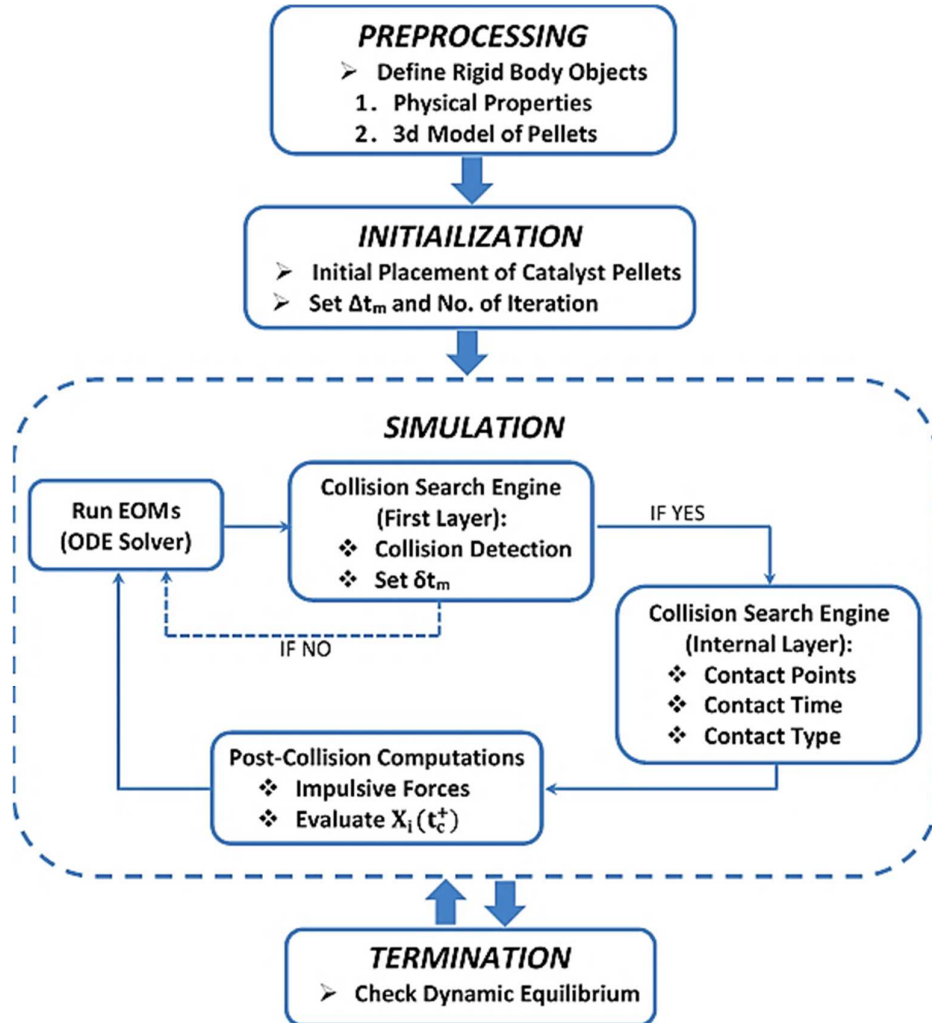 PREPROCESSING
➢ Define Rigid Body Objects
1. Physical Properties
2. 3d Model of Pellets
INITIAILIZATION
➢ Initial Placement of Catalyst Pellets
➢ Set Δtₘ and No. of Iteration
SIMULATION
Run EOMs
(ODE Solver)
Collision Search Engine
(First Layer):
❖ Collision Detection
❖ Set δtₘ
IF YES
IF NO
Collision Search Engine
(Internal Layer):
❖ Contact Points
❖ Contact Time
❖ Contact Type
Post-Collision Computations
❖ Impulsive Forces
❖ Evaluate Xᵢ(t_c⁺)
TERMINATION
➢ Check Dynamic Equilibrium